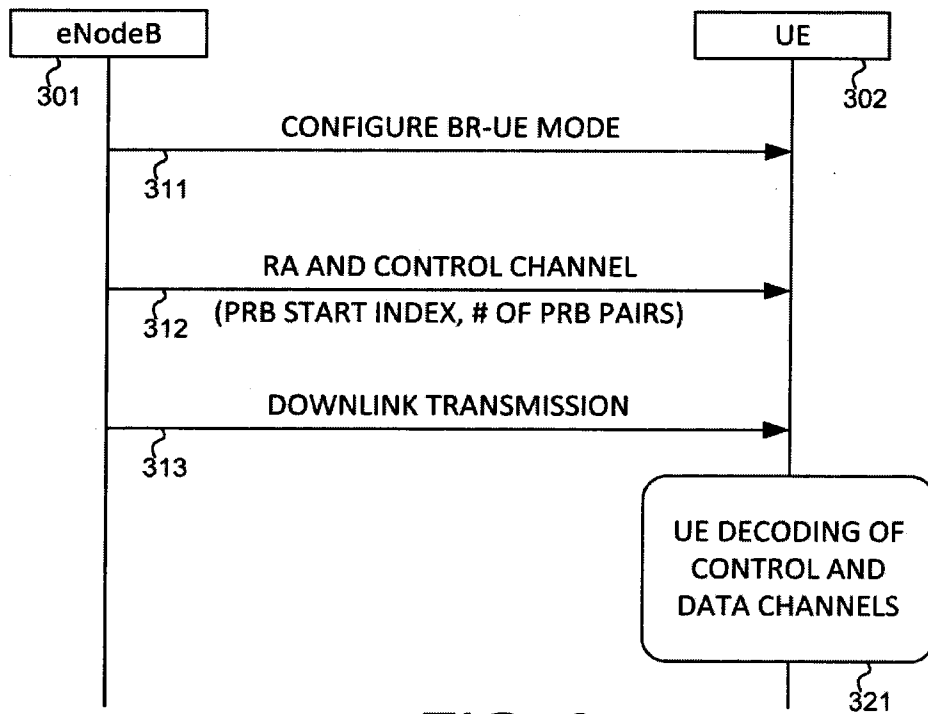 eNodeB
UE
301
302
CONFIGURE BR-UE MODE
311
RA AND CONTROL CHANNEL
312
(PRB START INDEX, # OF PRB PAIRS)
DOWNLINK TRANSMISSION
313
UE DECODING OF
CONTROL AND
DATA CHANNELS
321